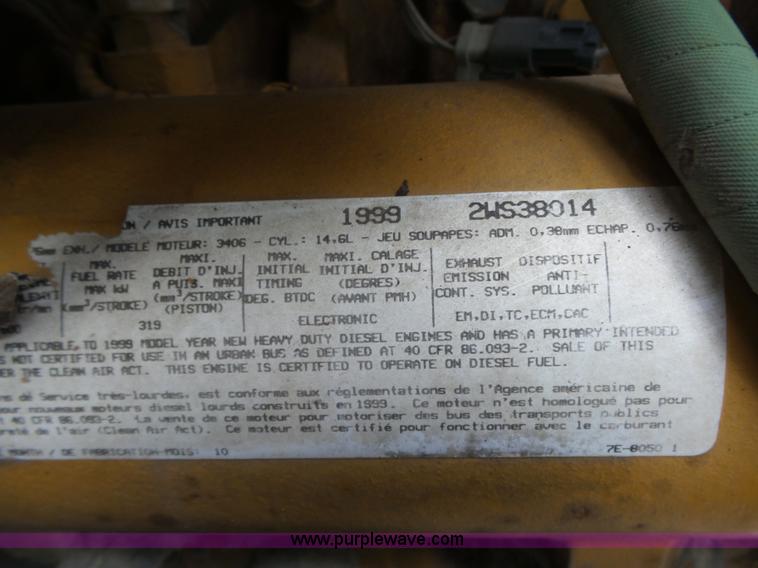 ON / AVIS IMPORTANT 1999 2WS38014
EXH./ MODELE MOTEUR: 3406 - CYL.: 14.6L - JEU SOUPAPES: ADM. 0,38mm ECHAP. 0,76mm
MAX. MAXI. MAX. MAXI. CALAGE EXHAUST DISPOSITIF
FUEL RATE DEBIT D'INJ. INITIAL INITIAL D'INJ. EMISSION ANTI-
MAX kW A PUIS. MAXI TIMING (DEGRES) CONT. SYS. POLLUANT
(mm³/STROKE) (mm³/STROKE) DEG. BTDC (AVANT PMH)
(PISTON)
319 ELECTRONIC EM,DI,TC,ECM,CAC
APPLICABLE TO 1999 MODEL YEAR NEW HEAVY DUTY DIESEL ENGINES AND HAS A PRIMARY INTENDED
S NOT CERTIFIED FOR USE IN AN URBAN BUS AS DEFINED AT 40 CFR 86.093-2. SALE OF THIS
ER THE CLEAN AIR ACT. THIS ENGINE IS CERTIFIED TO OPERATE ON DIESEL FUEL.
ns de Service très-lourdes, est conforme aux réglementations de l'Agence américaine de
our nouveaux moteurs diesel lourds construits en 1999. Ce moteur n'est homologué pas pour
40 CFR 86.093-2. La vente de ce moteur pour motoriser des bus des transports publics
reté de l'air (Clean Air Act). Ce moteur est certifié pour fonctionner avec le carburant
MONTH / DE FABRICATION-MOIS: 10 7E-8050 1
www.purplewave.com